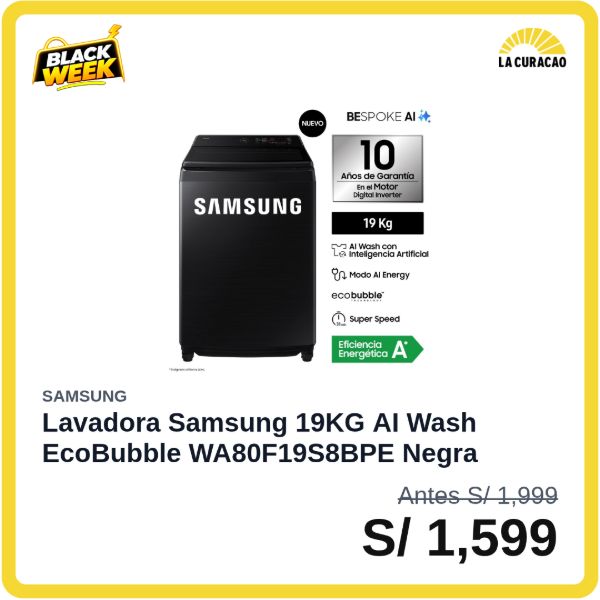 BLACK
WEEK
LA CURACAO
NUEVO
BESPOKE AI
SAMSUNG
10
Años de Garantía
En el Motor
Digital Inverter
19 Kg
AI Wash con
Inteligencia Artificial
Modo AI Energy
ecobubble™
Super Speed
Eficiencia
Energética A
SAMSUNG
Lavadora Samsung 19KG AI Wash
EcoBubble WA80F19S8BPE Negra
Antes S/ 1,999
S/ 1,599